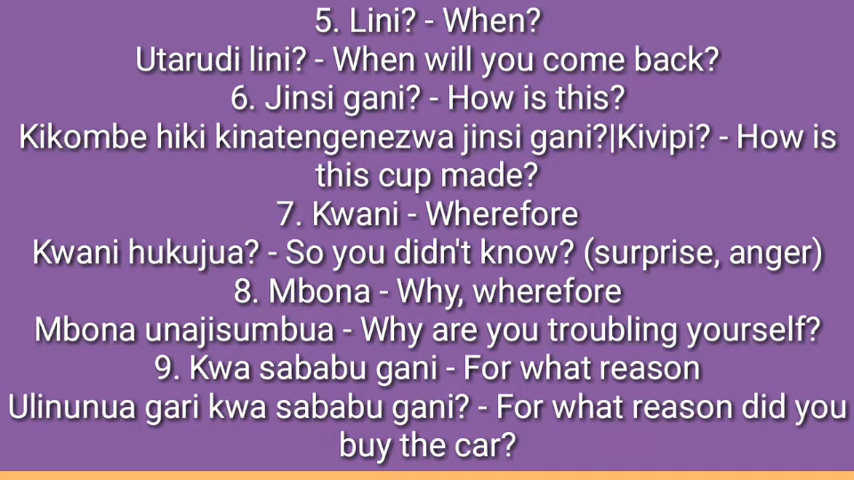 5. Lini? - When?
Utarudi lini? - When will you come back?
6. Jinsi gani? - How is this?
Kikombe hiki kinatengenezwa jinsi gani?|Kivipi? - How is
this cup made?
7. Kwani - Wherefore
Kwani hukujua? - So you didn't know? (surprise, anger)
8. Mbona - Why, wherefore
Mbona unajisumbua - Why are you troubling yourself?
9. Kwa sababu gani - For what reason
Ulinunua gari kwa sababu gani? - For what reason did you
buy the car?